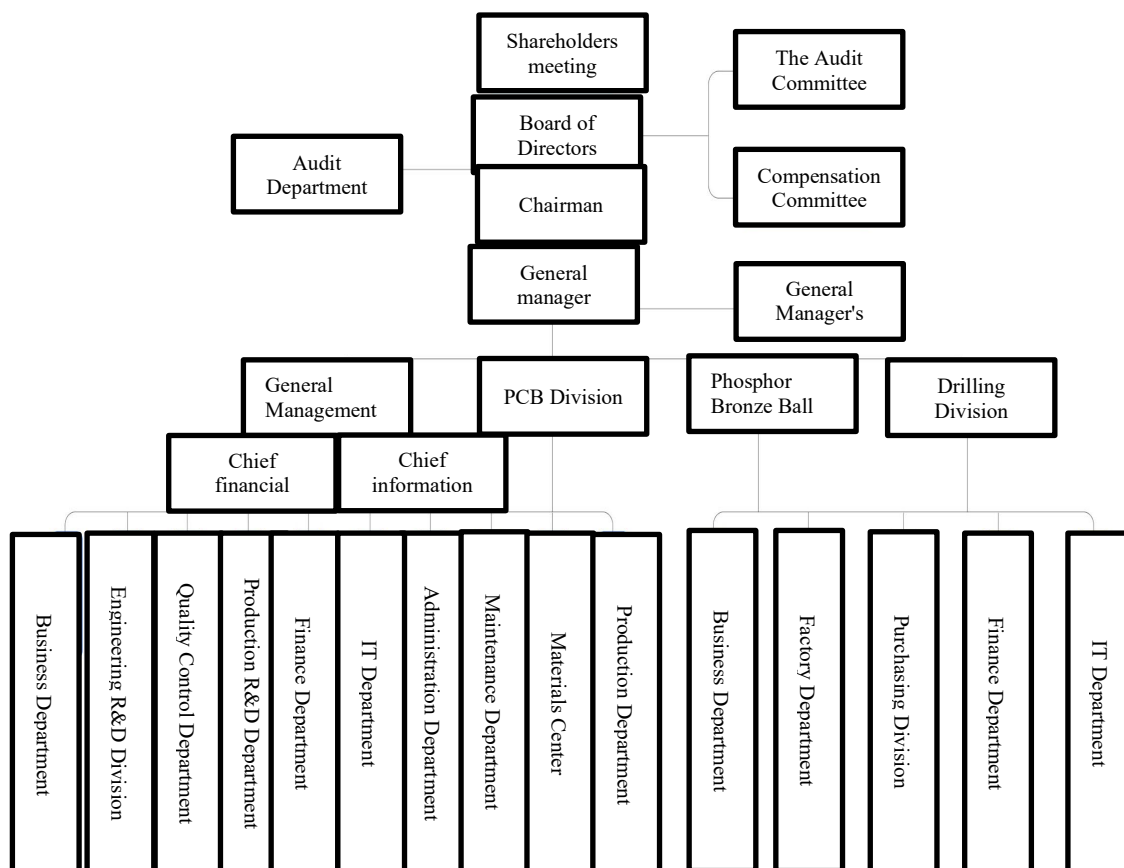 Shareholders
meeting
The Audit
Committee
Board of
Directors
Audit
Department
Compensation
Committee
Chairman
General
manager
General
Manager's
General
Management
PCB Division
Phosphor
Bronze Ball
Drilling
Division
Chief
financial
Chief
information
Business Department
Engineering R&D Division
Quality Control Department
Production R&D Department
Finance Department
IT Department
Administration Department
Maintenance Department
Materials Center
Production Department
Business Department
Factory Department
Purchasing Division
Finance Department
IT Department